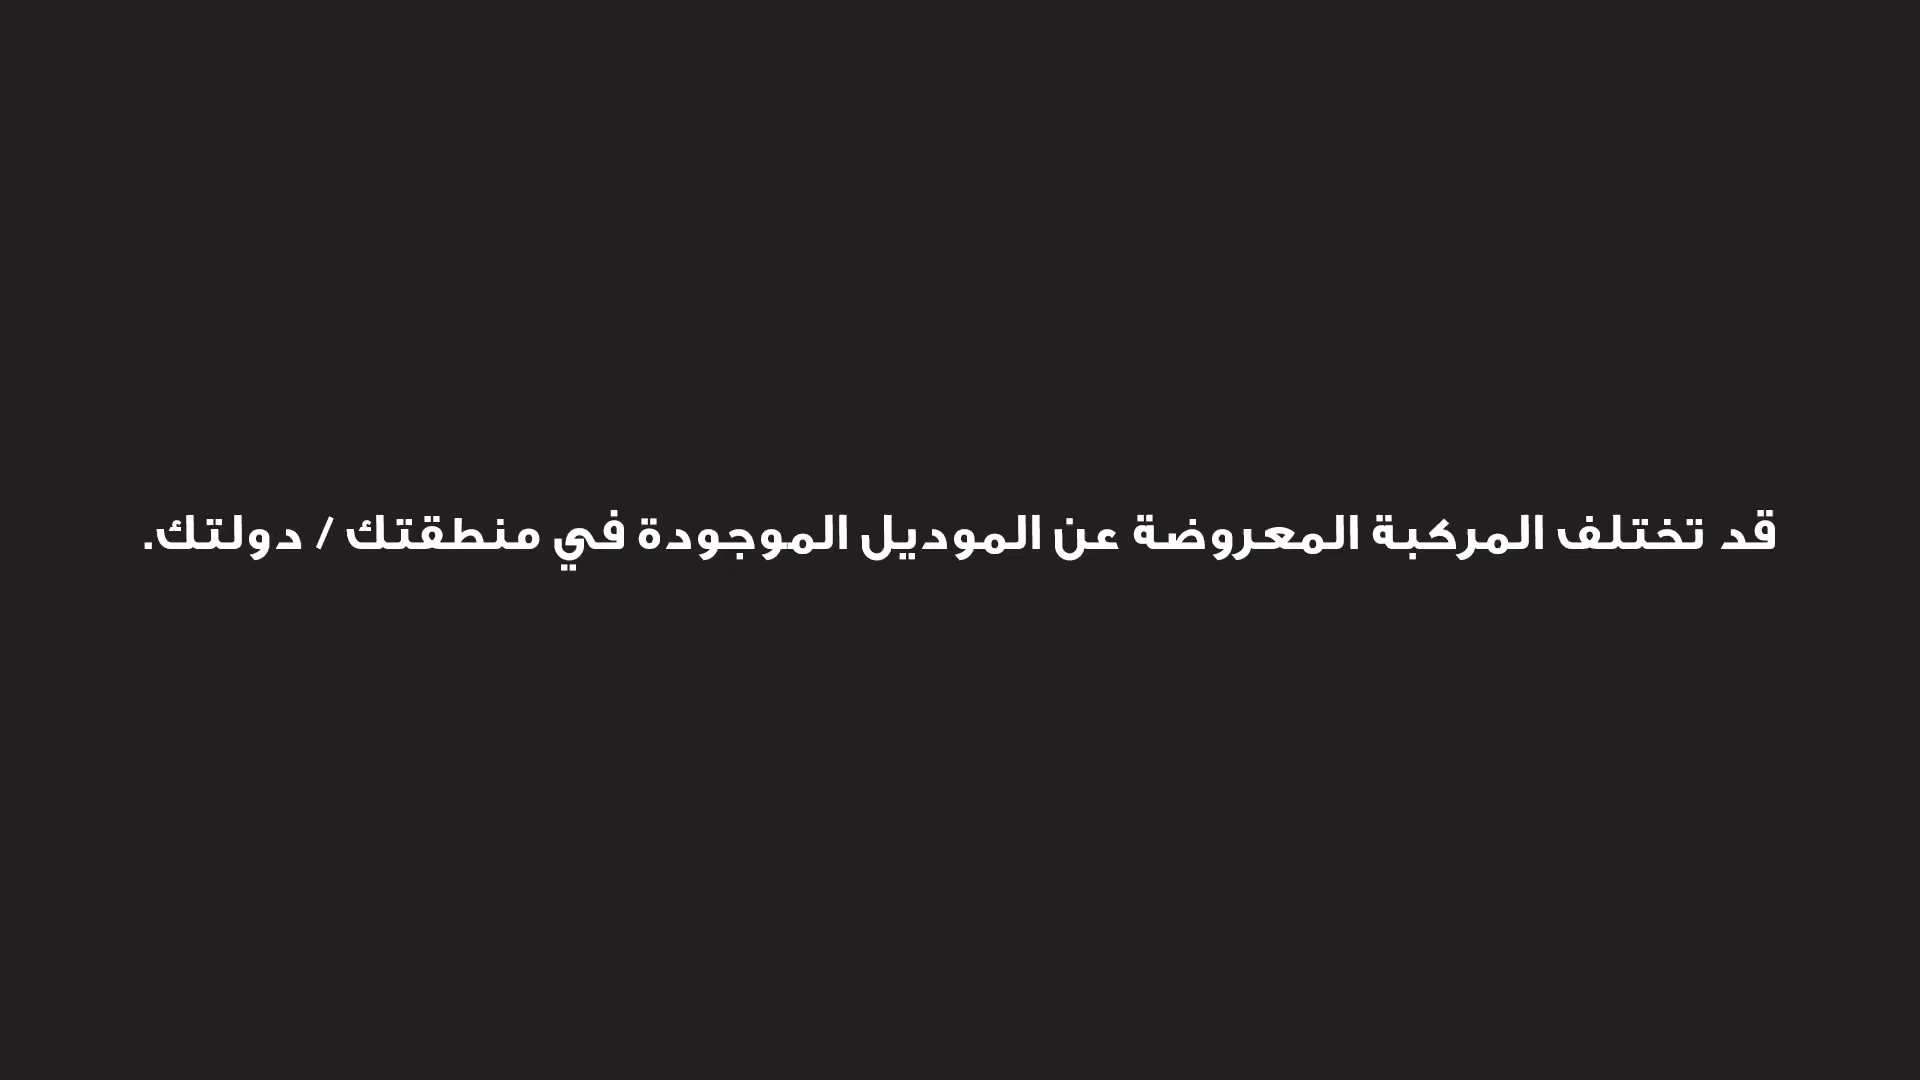 قد تختلف المركبة المعروضة عن الموديل الموجودة في منطقتك / دولتك.